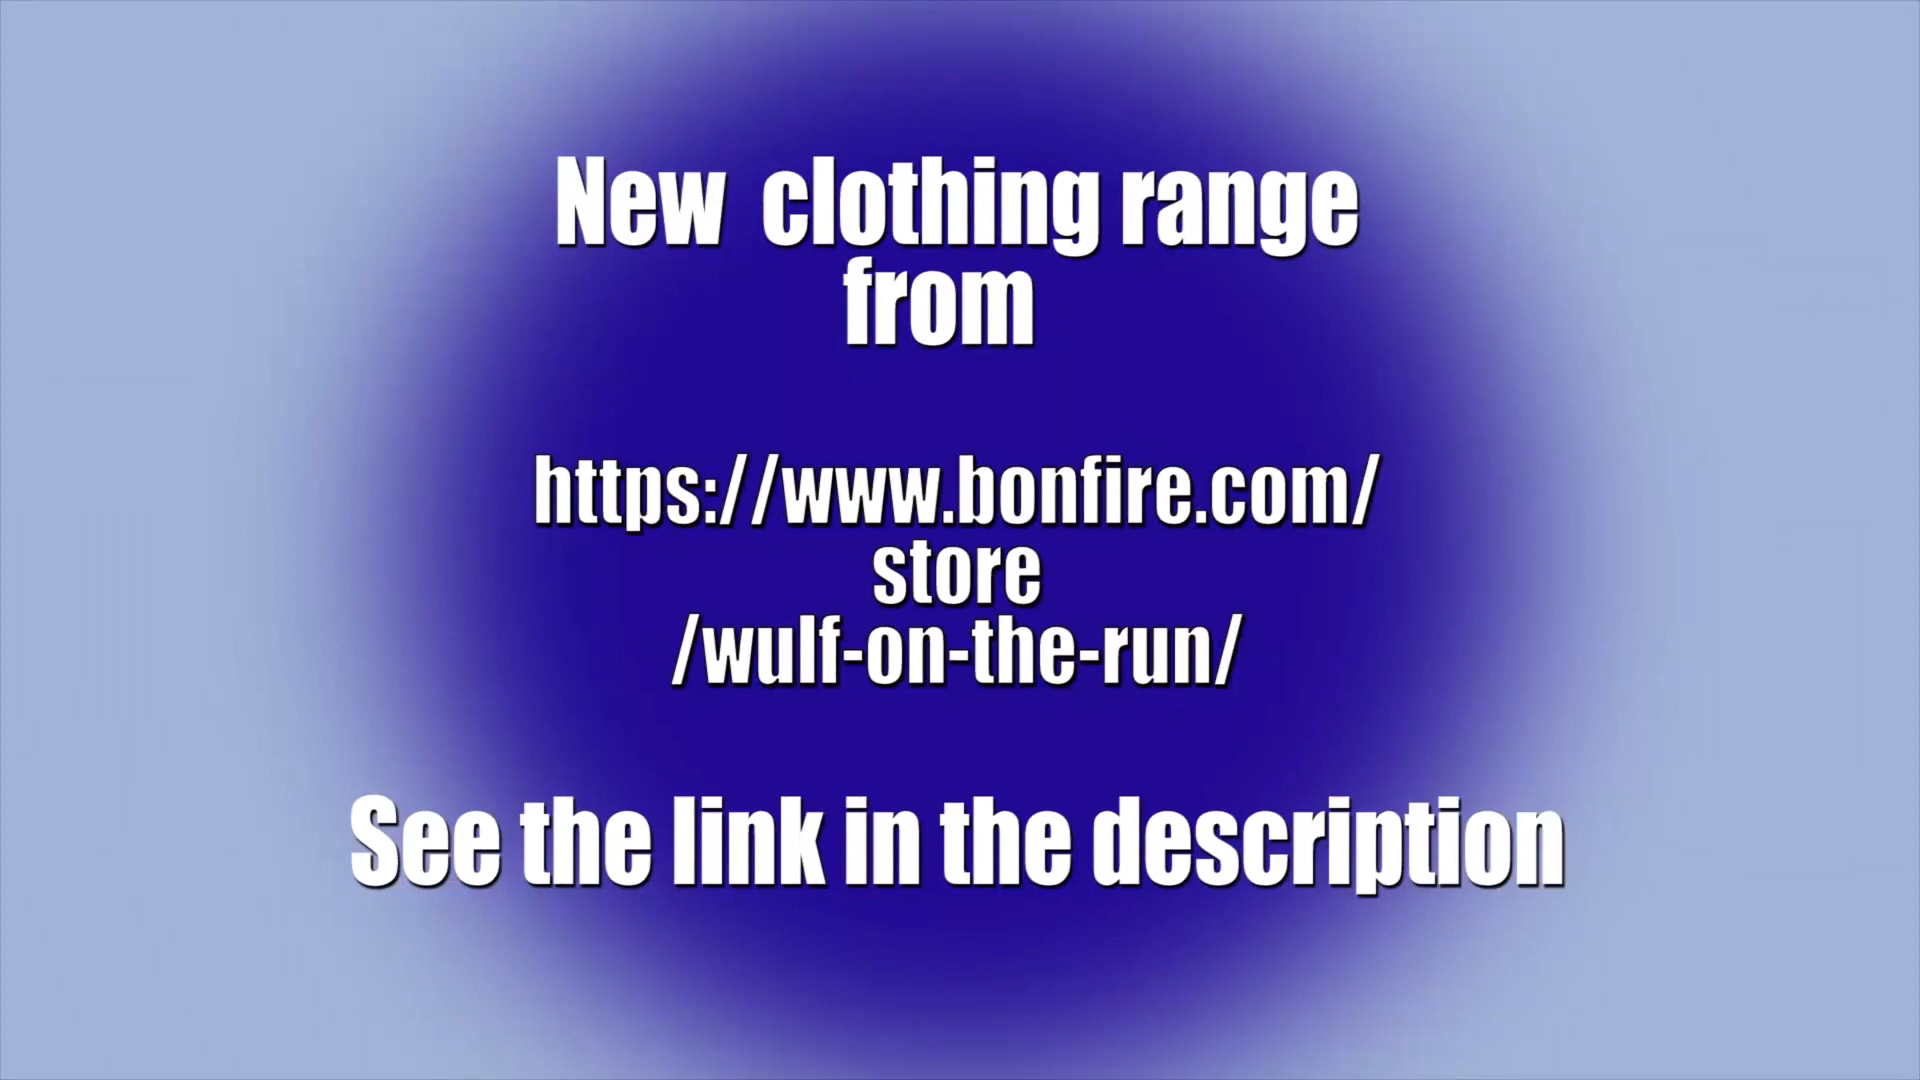 New clothing range
from
https://www.bonfire.com/
store
/wulf-on-the-run/
See the link in the description